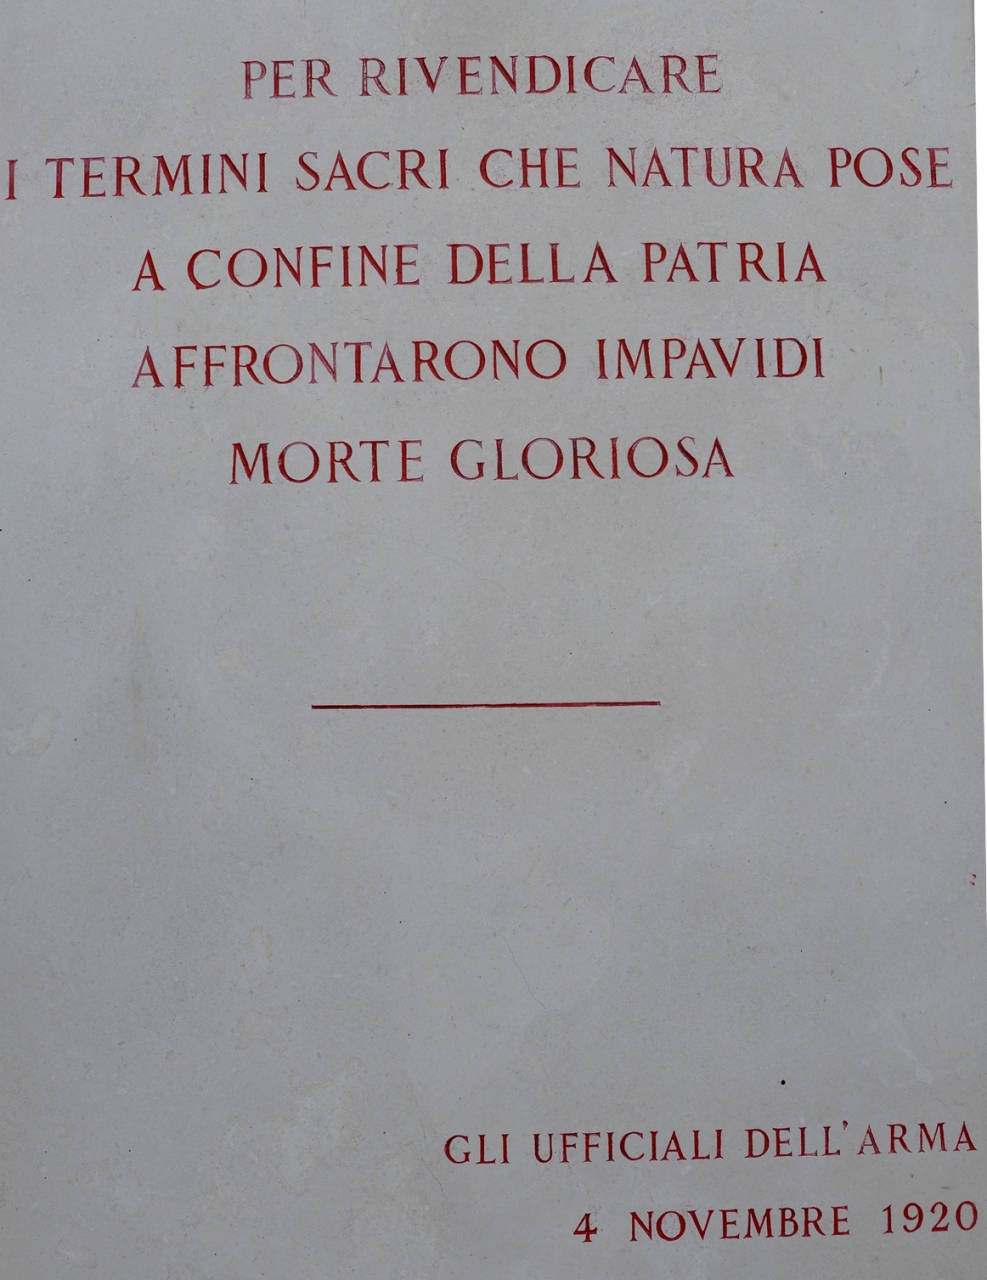 PER RIVENDICARE
I TERMINI SACRI CHE NATURA POSE
A CONFINE DELLA PATRIA
AFFRONTARONO IMPAVIDI
MORTE GLORIOSA
GLI UFFICIALI DELL'ARMA
4 NOVEMBRE 1920